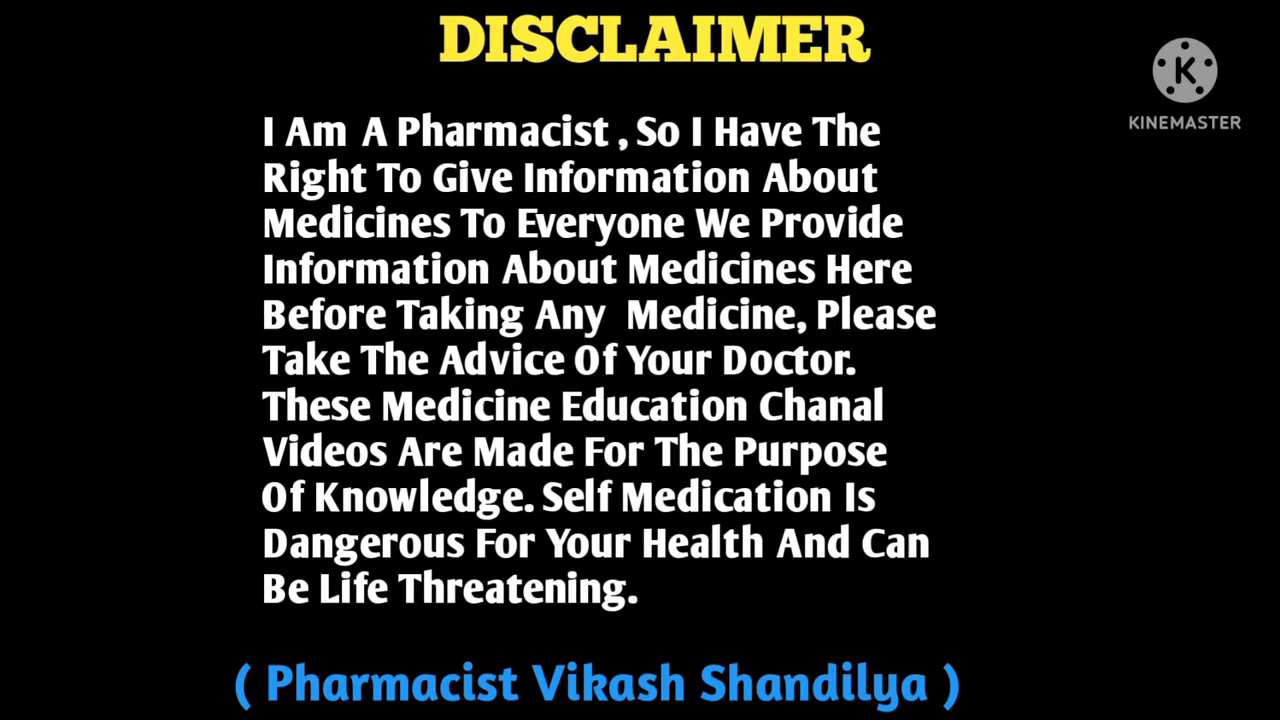 DISCLAIMER
KINEMASTER
I Am A Pharmacist , So I Have The
Right To Give Information About
Medicines To Everyone We Provide
Information About Medicines Here
Before Taking Any Medicine, Please
Take The Advice Of Your Doctor.
These Medicine Education Chanal
Videos Are Made For The Purpose
Of Knowledge. Self Medication Is
Dangerous For Your Health And Can
Be Life Threatening.
( Pharmacist Vikash Shandilya )